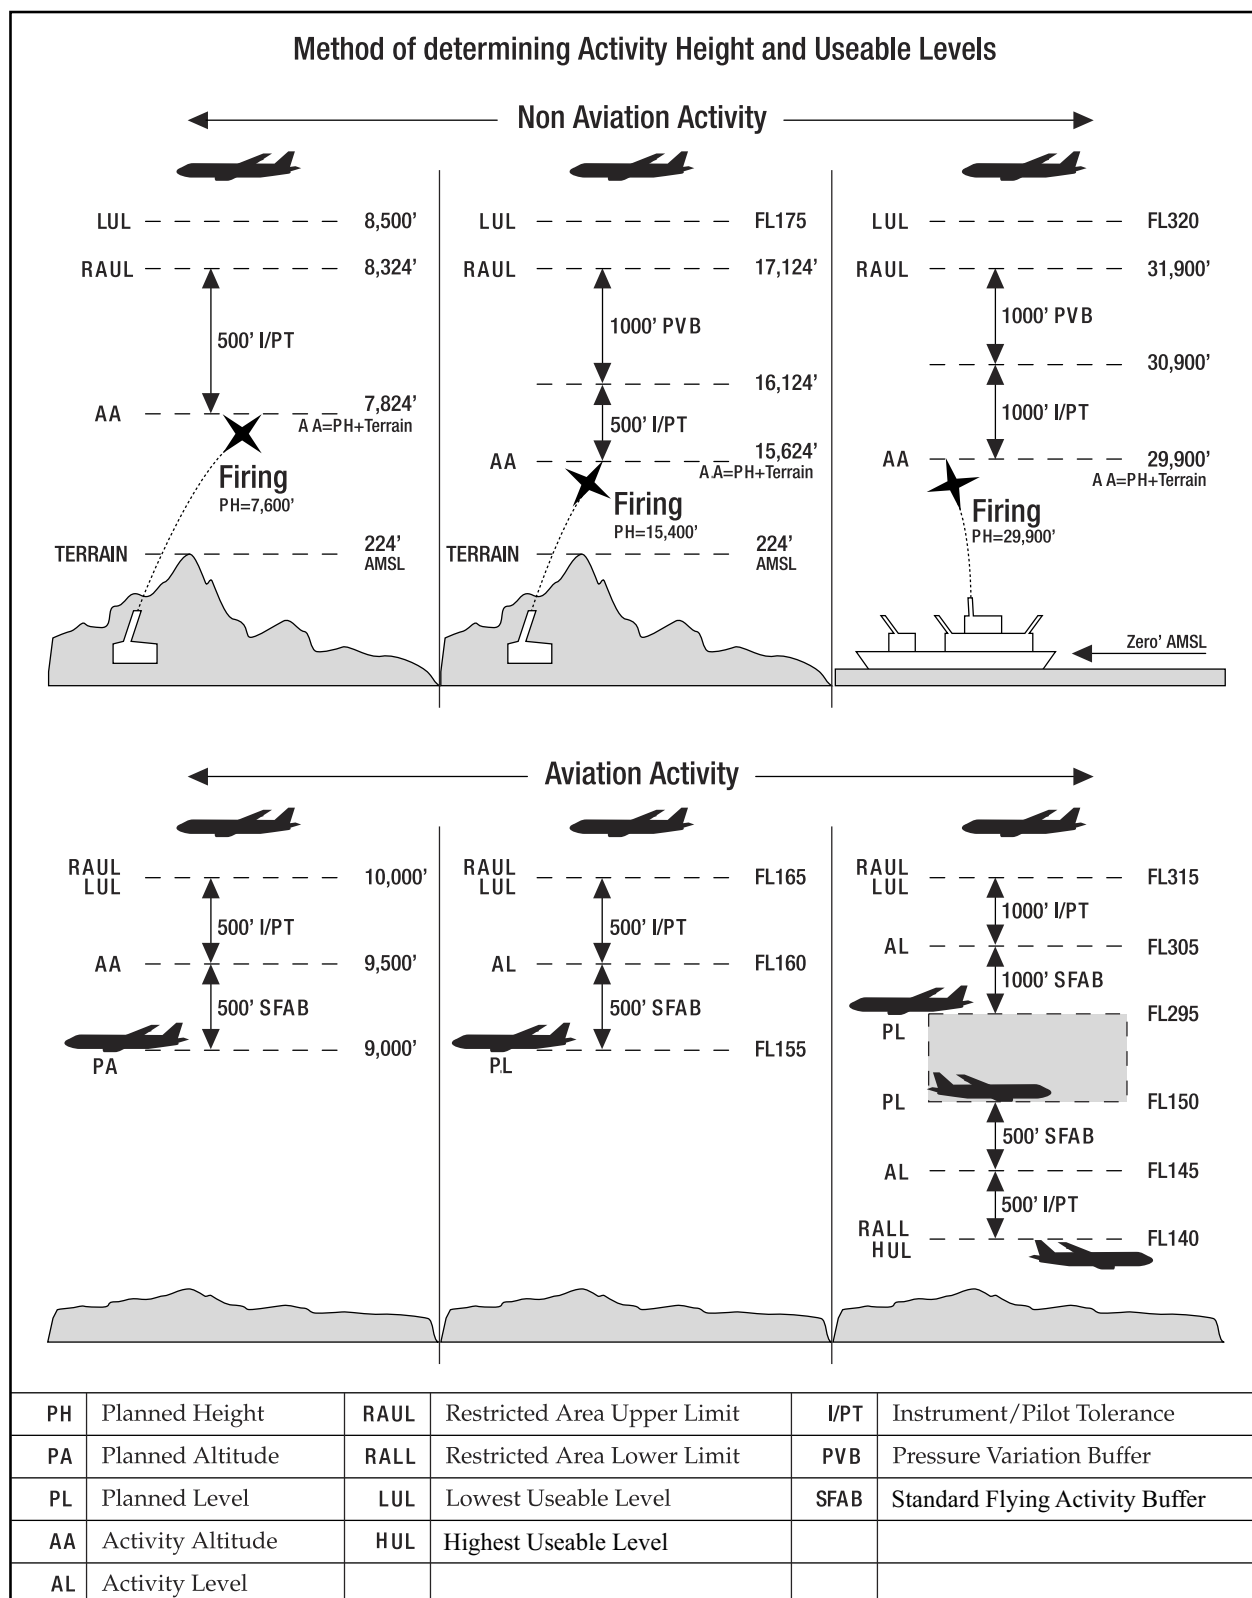 Method of determining Activity Height and Useable Levels
Non Aviation Activity
LUL 8,500’
RAUL 8,324’
500’ I/PT
AA 7,824’
A A=PH+Terrain
Firing
PH=7,600’
TERRAIN 224’
AMSL
LUL FL175
RAUL 17,124’
1000’ PVB
16,124’
500’ I/PT
AA 15,624’
A.A=PH+Terrain
Firing
PH=15,400’
TERRAIN 224’
AMSL
LUL FL320
RAUL 31,900’
1000’ PVB
30,900’
1000’ I/PT
AA 29,900’
A A=PH+Terrain
Firing
PH=29,900’
Zero’ AMSL
Aviation Activity
RAUL
LUL 10,000’
500’ I/PT
AA 9,500’
500’ SFAB
9,000’
PA
RAUL
LUL FL165
500’ I/PT
AL FL160
500’ SFAB
FL155
PL
RAUL
LUL FL315
1000’ I/PT
AL FL305
1000’ SFAB
FL295
PL
PL FL150
500’ SFAB
AL FL145
500’ I/PT
RALL
HUL FL140
PH Planned Height RAUL Restricted Area Upper Limit I/PT Instrument/Pilot Tolerance
PA Planned Altitude RALL Restricted Area Lower Limit PVB Pressure Variation Buffer
PL Planned Level LUL Lowest Useable Level SFAB Standard Flying Activity Buffer
AA Activity Altitude HUL Highest Useable Level
AL Activity Level